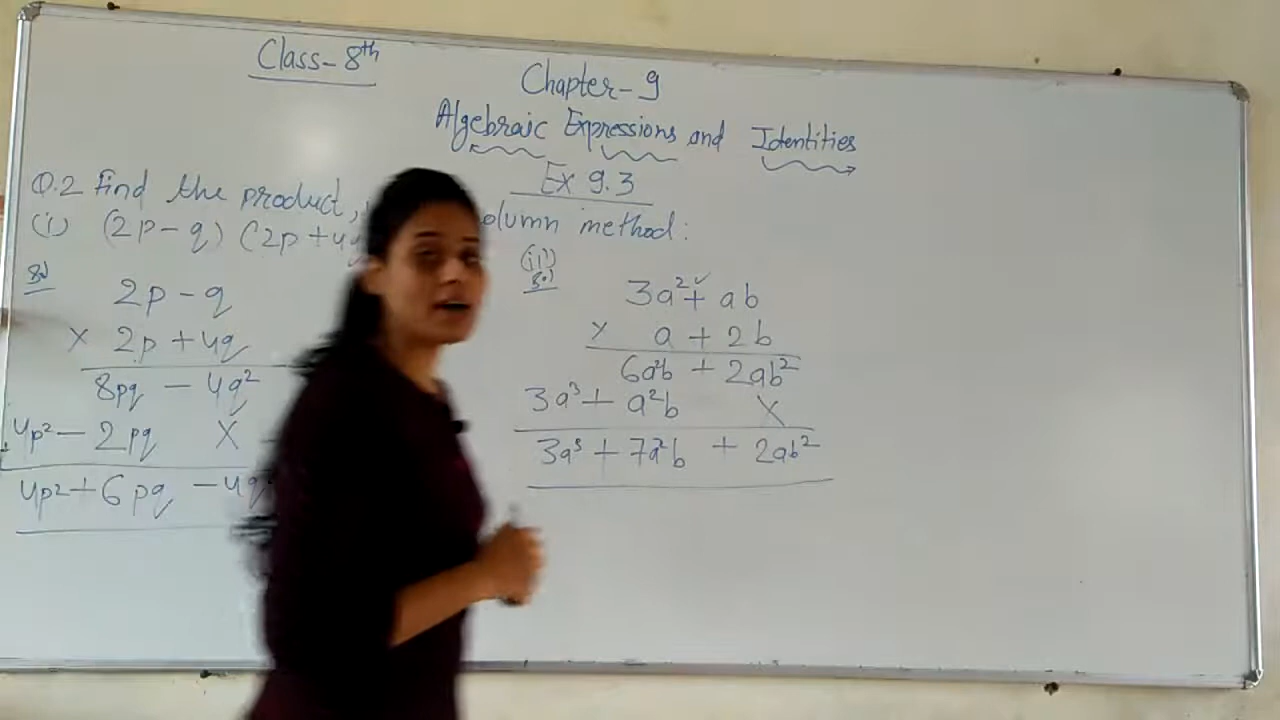 Class-8th
Chapter-9
Algebraic Expressions and Identities
Ex 9.3
Q.2 Find the product, column method:
(i) (2p-q) (2p+4q
Sol
2p-q
× 2p+4q
8pq - 4q²
4p²- 2pq X
4p²+6pq -4q
(ii)
Sol
3a²+ ab
× a + 2b
6a²b + 2ab²
3a³+ a²b X
3a³ + 7a²b + 2ab²